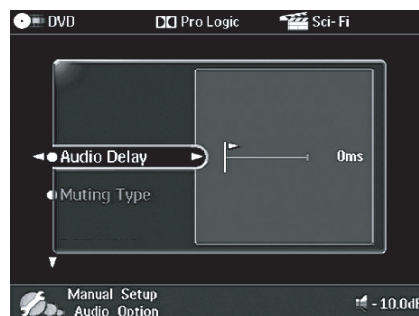 DVD Pro Logic Sci-Fi
Audio Delay 0ms
Muting Type
Manual Setup
Audio Option
-10.0dB